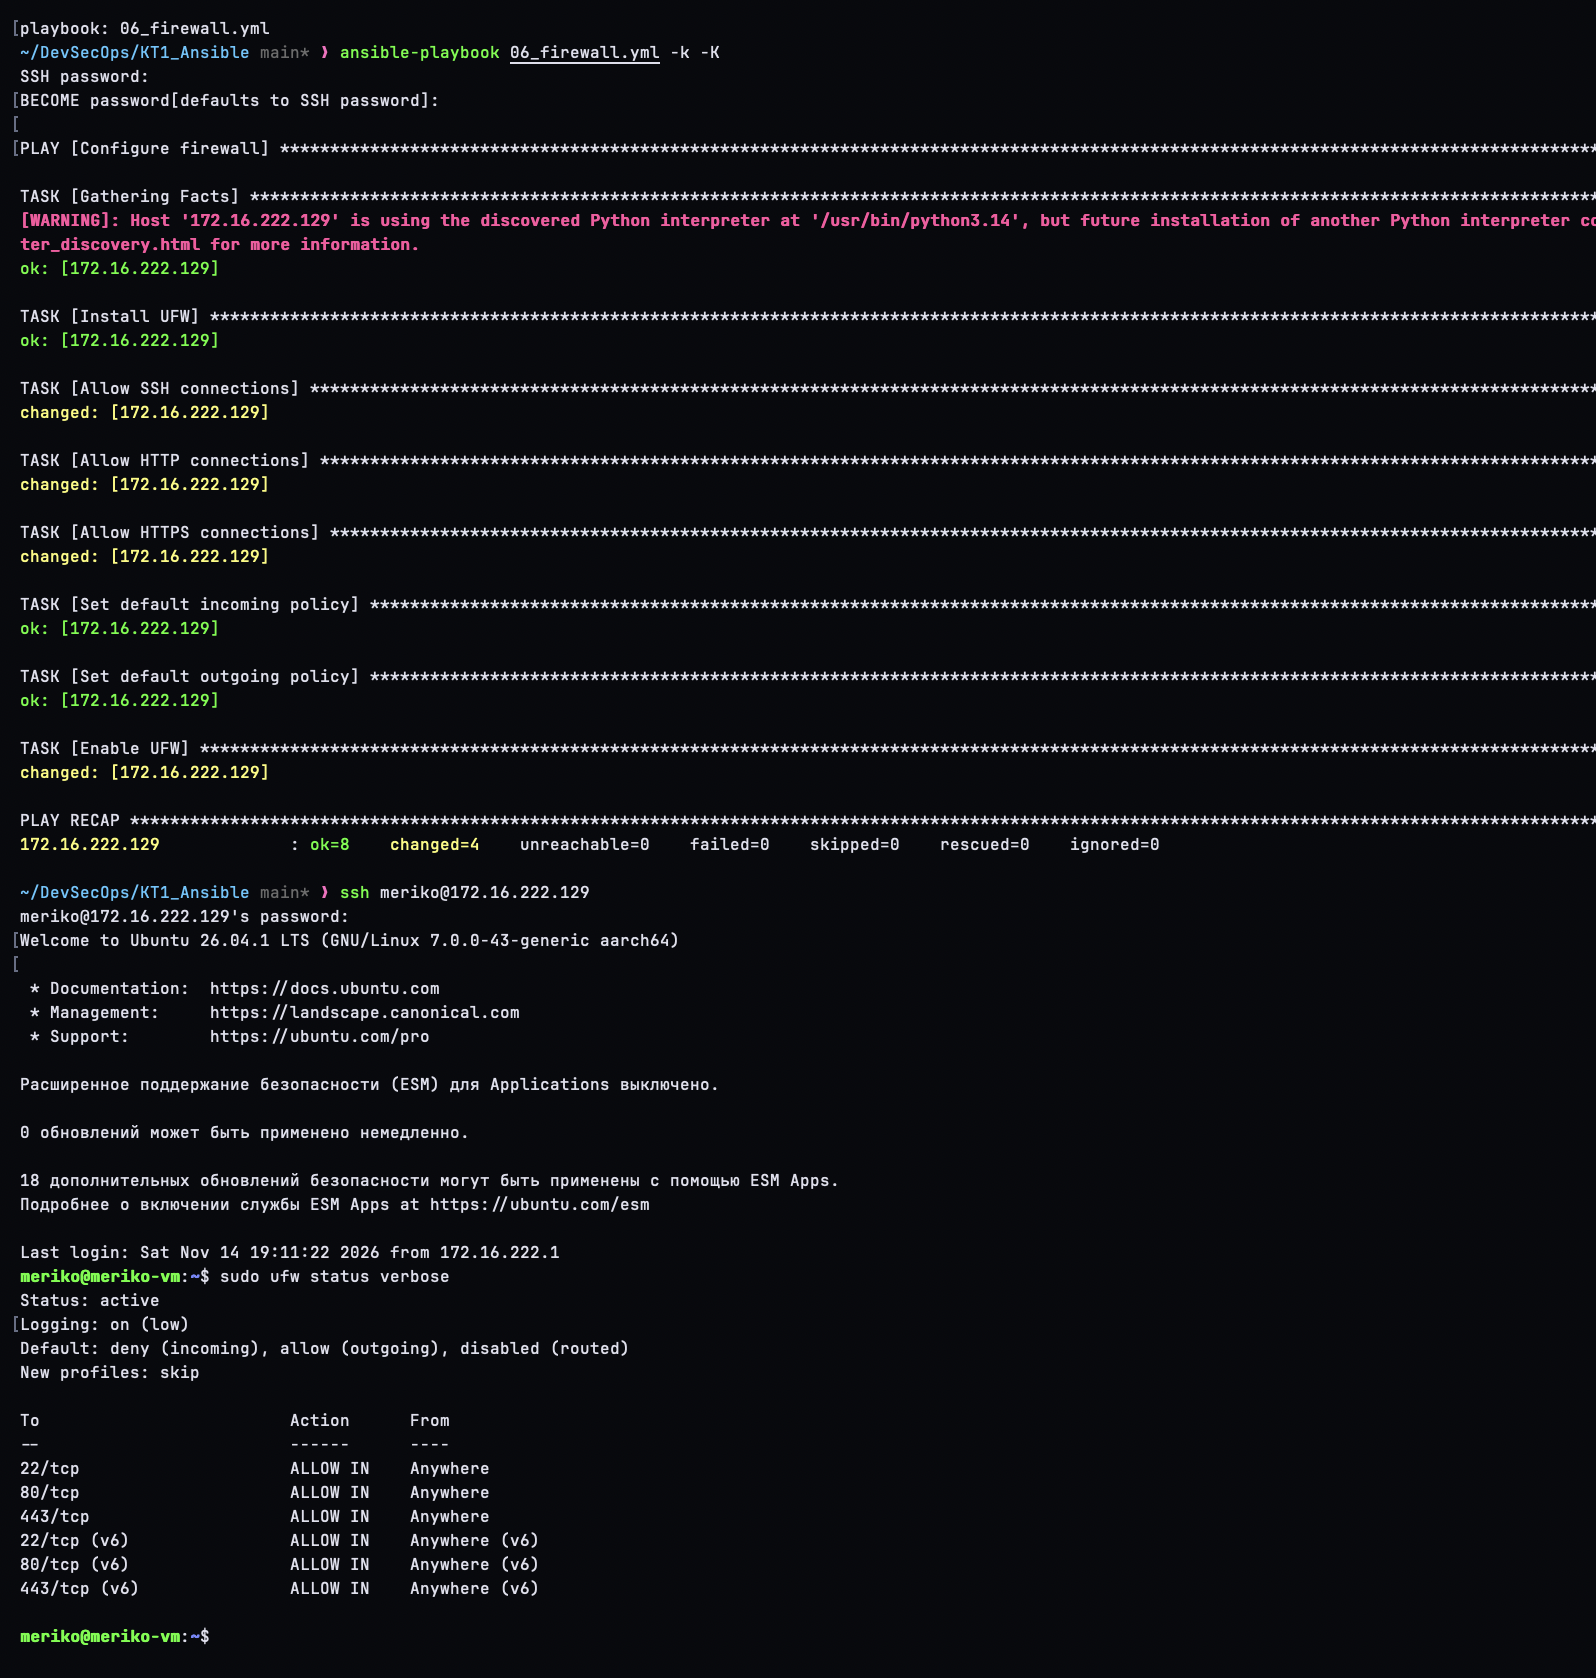 playbook: 06_firewall.yml
~/DevSecOps/KT1_Ansible main* ❯ ansible-playbook 06_firewall.yml -k -K
SSH password:
BECOME password[defaults to SSH password]:
PLAY [Configure firewall] ************************************************************************************************************************************
TASK [Gathering Facts] ***************************************************************************************************************************************
[WARNING]: Host '172.16.222.129' is using the discovered Python interpreter at '/usr/bin/python3.14', but future installation of another Python interpreter co
ter_discovery.html for more information.
ok: [172.16.222.129]
TASK [Install UFW] *******************************************************************************************************************************************
ok: [172.16.222.129]
TASK [Allow SSH connections] *********************************************************************************************************************************
changed: [172.16.222.129]
TASK [Allow HTTP connections] ********************************************************************************************************************************
changed: [172.16.222.129]
TASK [Allow HTTPS connections] *******************************************************************************************************************************
changed: [172.16.222.129]
TASK [Set default incoming policy] ***************************************************************************************************************************
ok: [172.16.222.129]
TASK [Set default outgoing policy] ***************************************************************************************************************************
ok: [172.16.222.129]
TASK [Enable UFW] ********************************************************************************************************************************************
changed: [172.16.222.129]
PLAY RECAP ***************************************************************************************************************************************************
172.16.222.129             : ok=8    changed=4    unreachable=0    failed=0    skipped=0    rescued=0    ignored=0
~/DevSecOps/KT1_Ansible main* ❯ ssh meriko@172.16.222.129
meriko@172.16.222.129's password:
Welcome to Ubuntu 26.04.1 LTS (GNU/Linux 7.0.0-43-generic aarch64)
* Documentation:  https://docs.ubuntu.com
* Management:     https://landscape.canonical.com
* Support:        https://ubuntu.com/pro
Расширенное поддержание безопасности (ESM) для Applications выключено.
0 обновлений может быть применено немедленно.
18 дополнительных обновлений безопасности могут быть применены с помощью ESM Apps.
Подробнее о включении службы ESM Apps at https://ubuntu.com/esm
Last login: Sat Nov 14 19:11:22 2026 from 172.16.222.1
meriko@meriko-vm:~$ sudo ufw status verbose
Status: active
Logging: on (low)
Default: deny (incoming), allow (outgoing), disabled (routed)
New profiles: skip
To                         Action      From
--                         ------      ----
22/tcp                     ALLOW IN    Anywhere
80/tcp                     ALLOW IN    Anywhere
443/tcp                    ALLOW IN    Anywhere
22/tcp (v6)                ALLOW IN    Anywhere (v6)
80/tcp (v6)                ALLOW IN    Anywhere (v6)
443/tcp (v6)               ALLOW IN    Anywhere (v6)
meriko@meriko-vm:~$